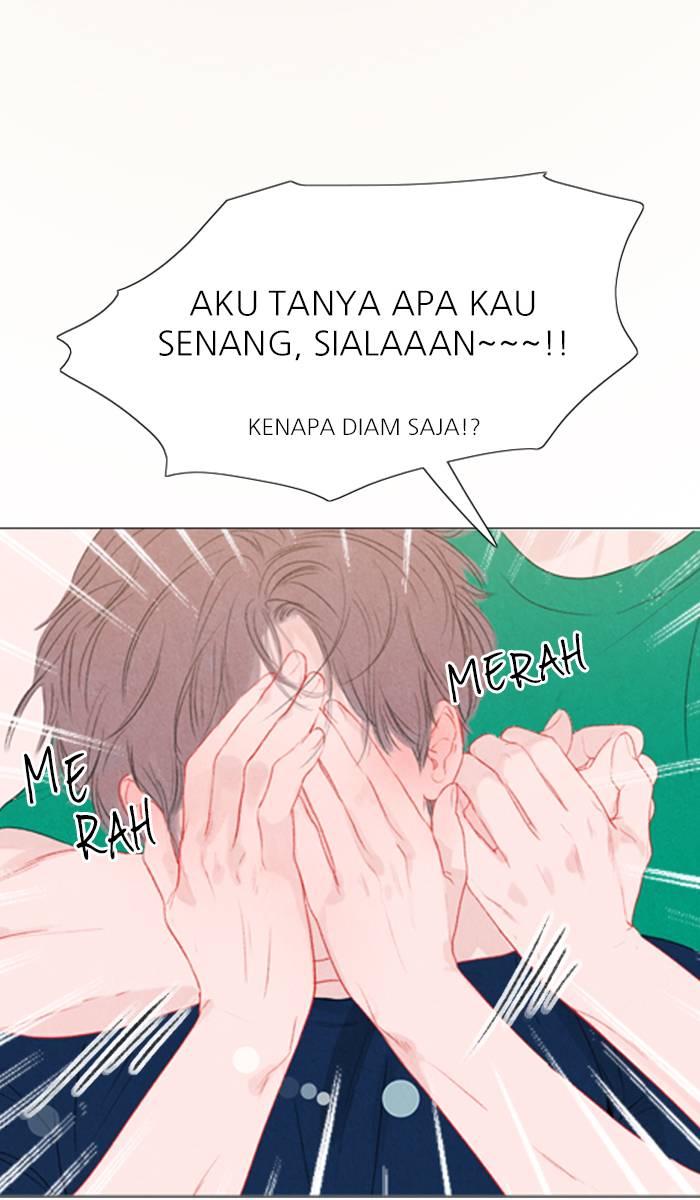 AKU TANYA APA KAU
SENANG, SIALAAAN~~~!!
KENAPA DIAM SAJA!?
MERAH
ME
RAH